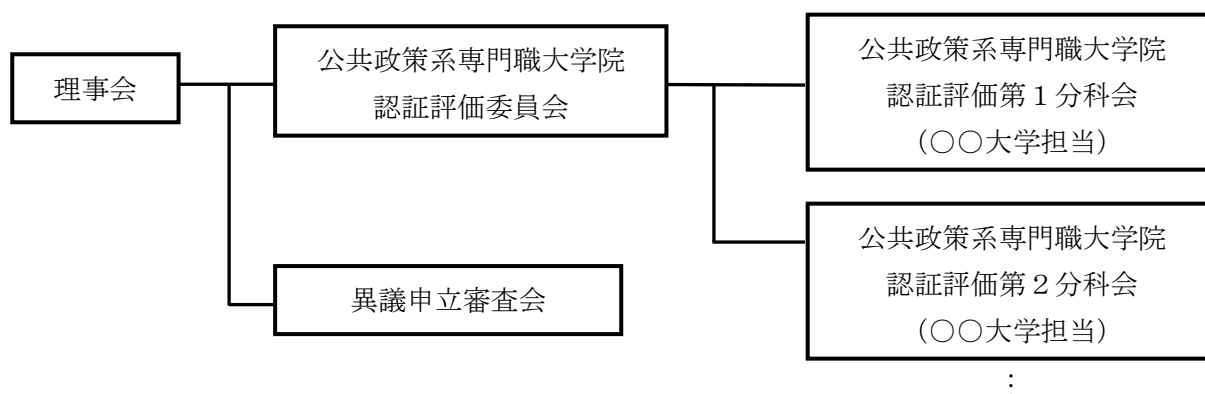 理事会
公共政策系専門職大学院
認証評価委員会
公共政策系専門職大学院
認証評価第１分科会
（○○大学担当）
公共政策系専門職大学院
認証評価第２分科会
（○○大学担当）
異議申立審査会
⋮